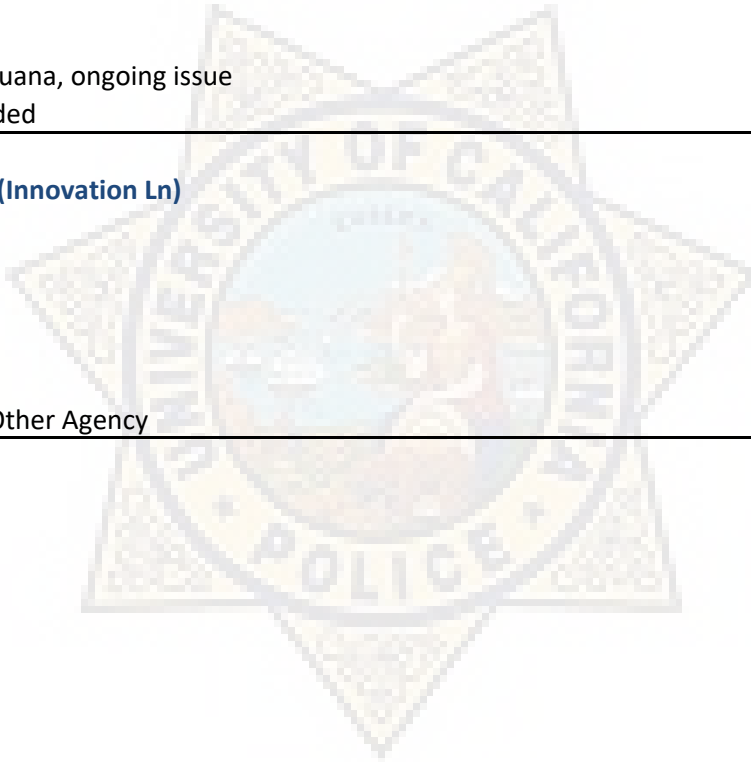 uana, ongoing issue
ded
(Innovation Ln)
UNIVERSITY OF CALIFORNIA
Other Agency
POLICE